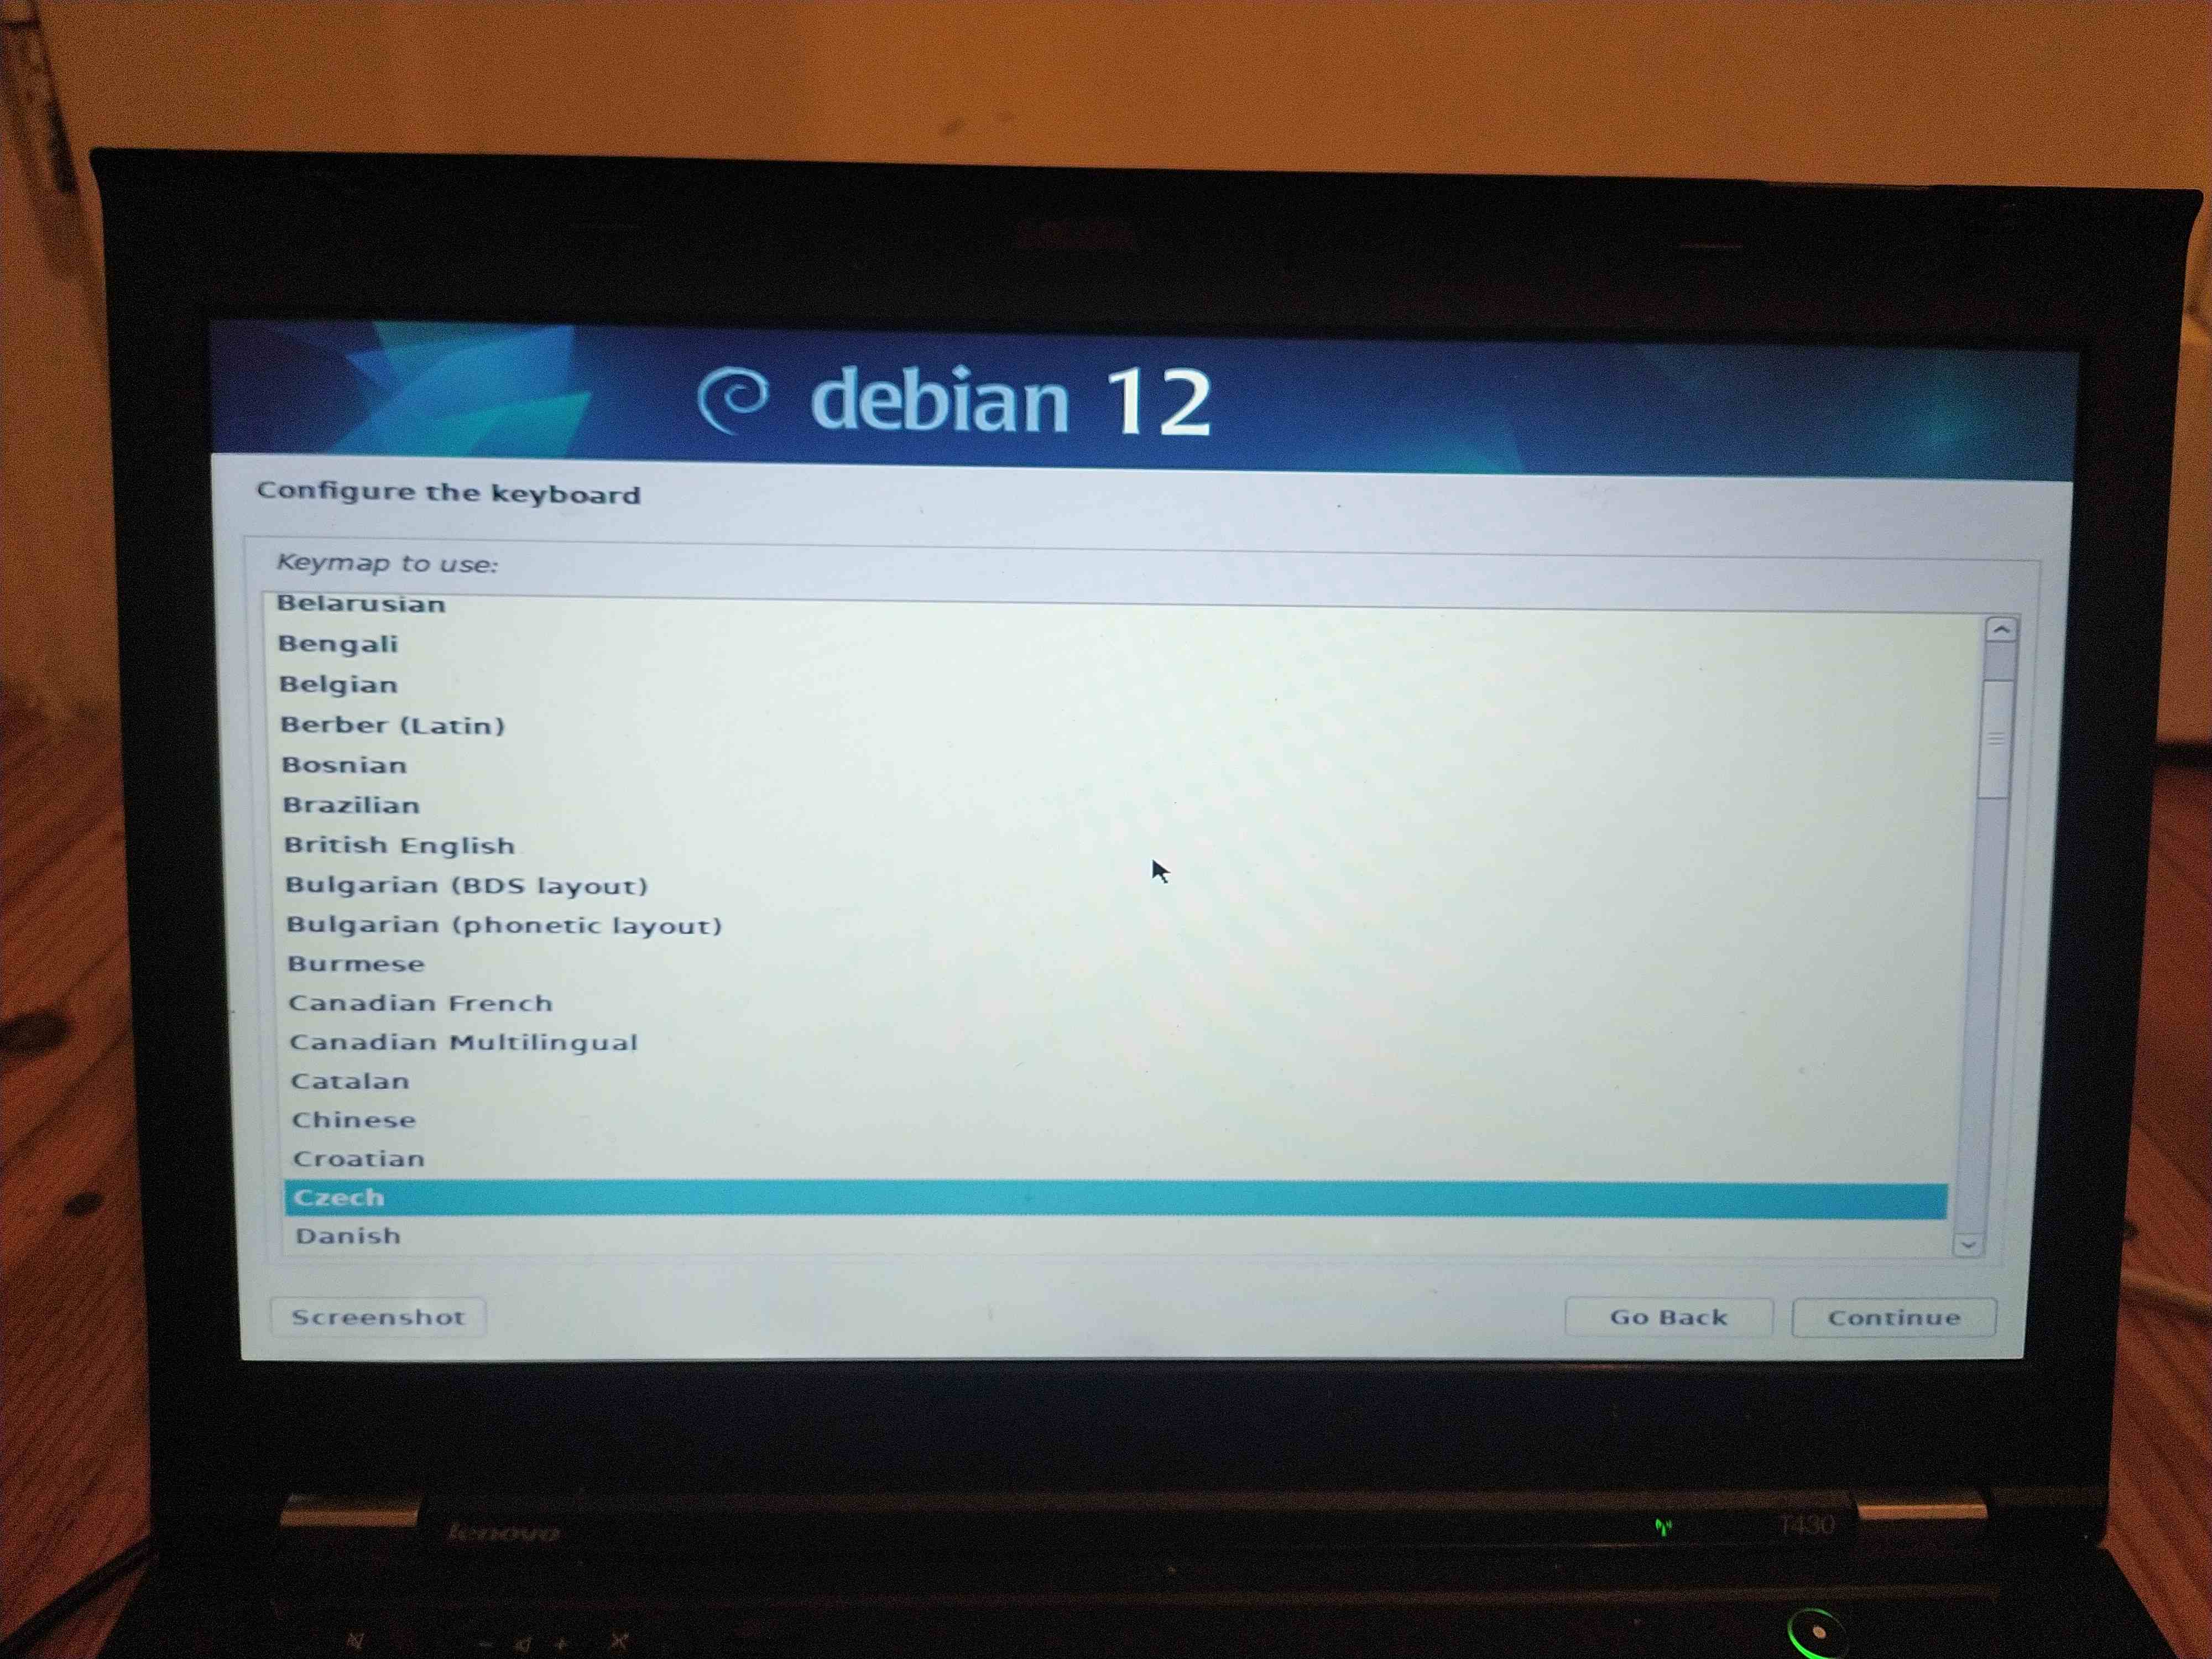 debian 12
Configure the keyboard
Keymap to use:
Belarusian
Bengali
Belgian
Berber (Latin)
Bosnian
Brazilian
British English
Bulgarian (BDS layout)
Bulgarian (phonetic layout)
Burmese
Canadian French
Canadian Multilingual
Catalan
Chinese
Croatian
Czech
Danish
Screenshot
Go Back
Continue
lenovo
T430